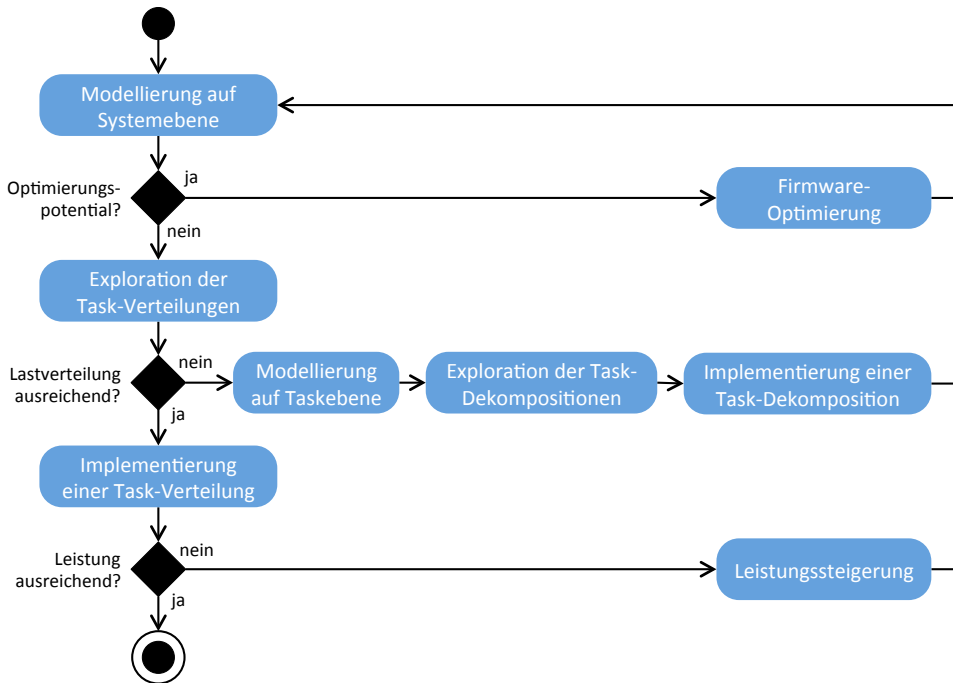 Modellierung auf
Systemebene
Optimierungs-
potential?
ja
nein
Firmware-
Optimierung
Exploration der
Task-Verteilungen
Lastverteilung
ausreichend?
nein
ja
Modellierung
auf Taskebene
Exploration der Task-
Dekompositionen
Implementierung einer
Task-Dekomposition
Implementierung
einer Task-Verteilung
Leistung
ausreichend?
nein
ja
Leistungssteigerung